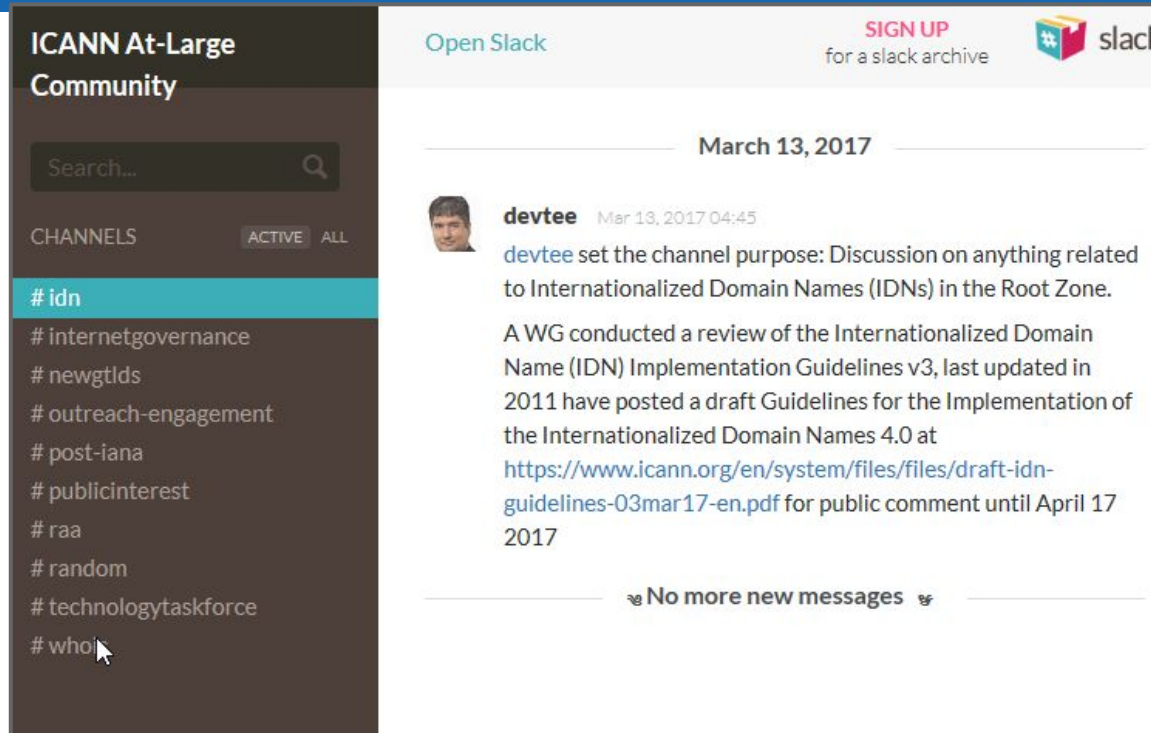 ICANN At-Large
Community
Search...
CHANNELS ACTIVE ALL
# idn
# internetgovernance
# newgtlds
# outreach-engagement
# post-iana
# publicinterest
# raa
# random
# technologytaskforce
# whois
Open Slack
SIGN UP
for a slack archive
slack
March 13, 2017
devtee Mar 13, 2017 04:45
devtee set the channel purpose: Discussion on anything related
to Internationalized Domain Names (IDNs) in the Root Zone.
A WG conducted a review of the Internationalized Domain
Name (IDN) Implementation Guidelines v3, last updated in
2011 have posted a draft Guidelines for the Implementation of
the Internationalized Domain Names 4.0 at
https://www.icann.org/en/system/files/files/draft-idn-
guidelines-03mar17-en.pdf for public comment until April 17
2017
No more new messages